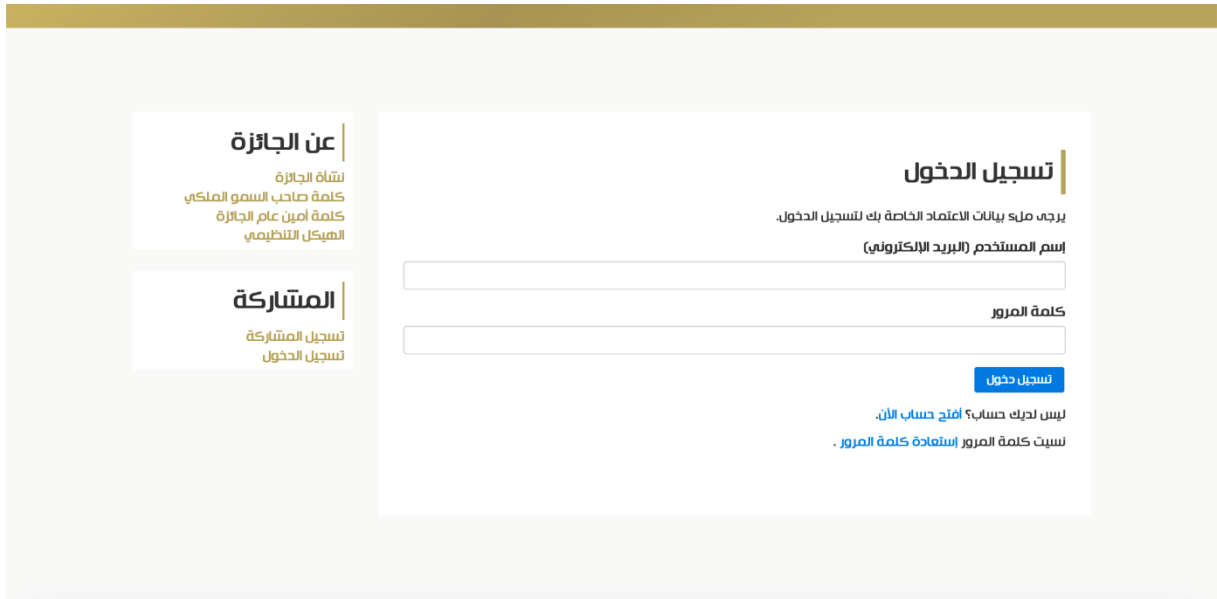 تسجيل الدخول
يرجى ملء بيانات الاعتماد الخاصة بك لتسجيل الدخول.
إسم المستخدم (البريد الإلكتروني)
كلمة المرور
تسجيل دخول
ليس لديك حساب؟ أفتح حساب الأن.
نسيت كلمة المرور إستعادة كلمة المرور .
عن الجائزة
نشأة الجائزة
كلمة صاحب السمو الملكي
كلمة أمين عام الجائزة
الهيكل التنظيمي
المشاركة
تسجيل المشاركة
تسجيل الدخول